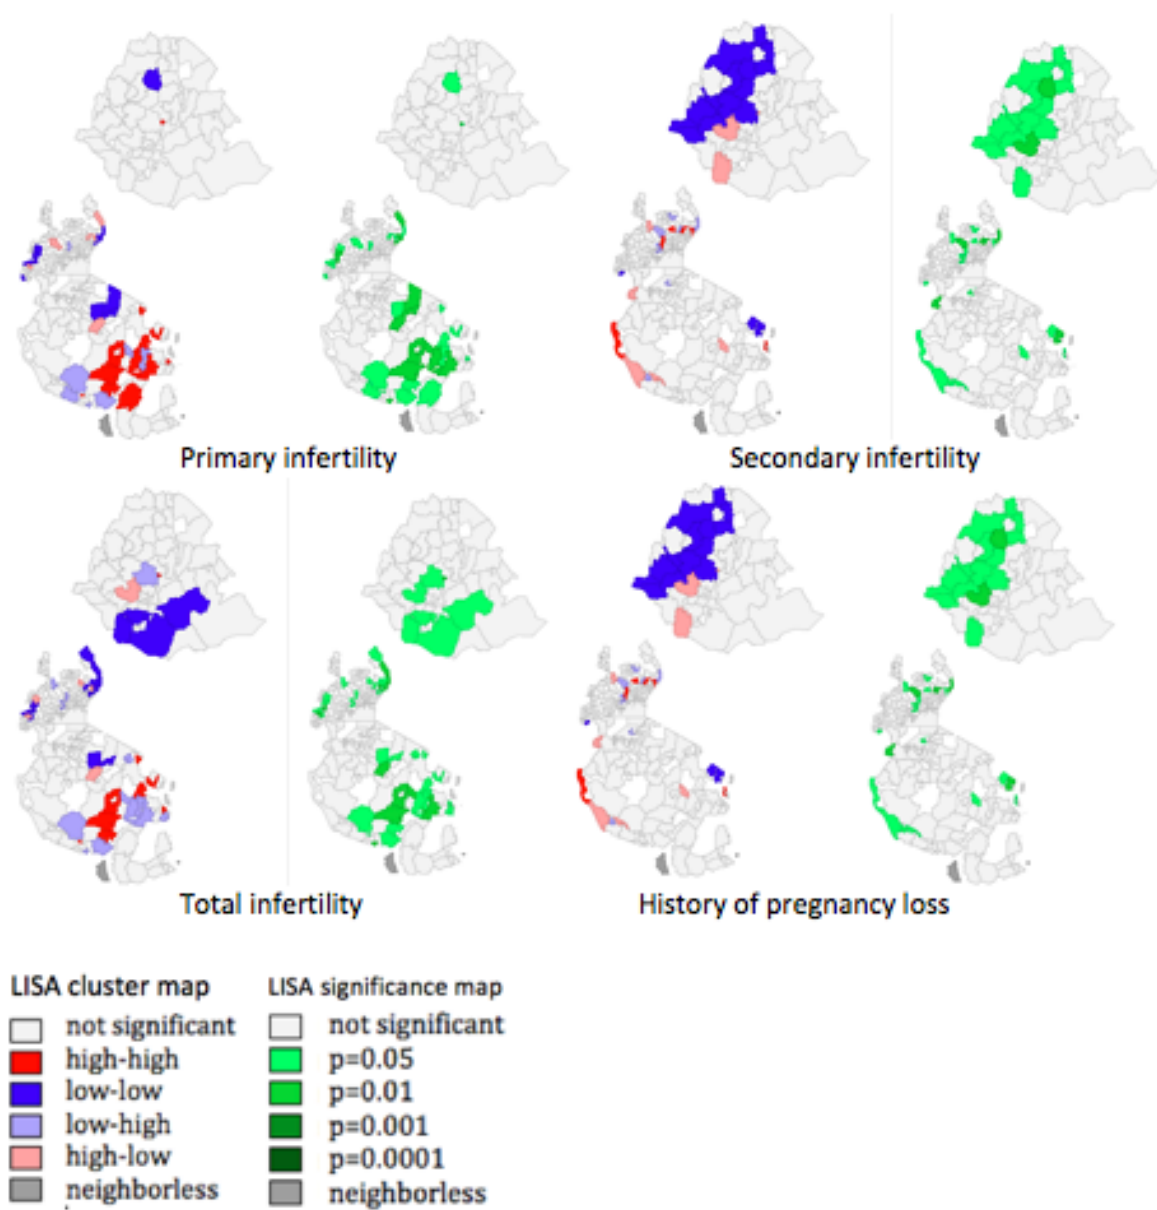 Primary infertility
Secondary infertility
Total infertility
History of pregnancy loss
LISA cluster map
not significant
high-high
low-low
low-high
high-low
neighborless
LISA significance map
not significant
p=0.05
p=0.01
p=0.001
p=0.0001
neighborless